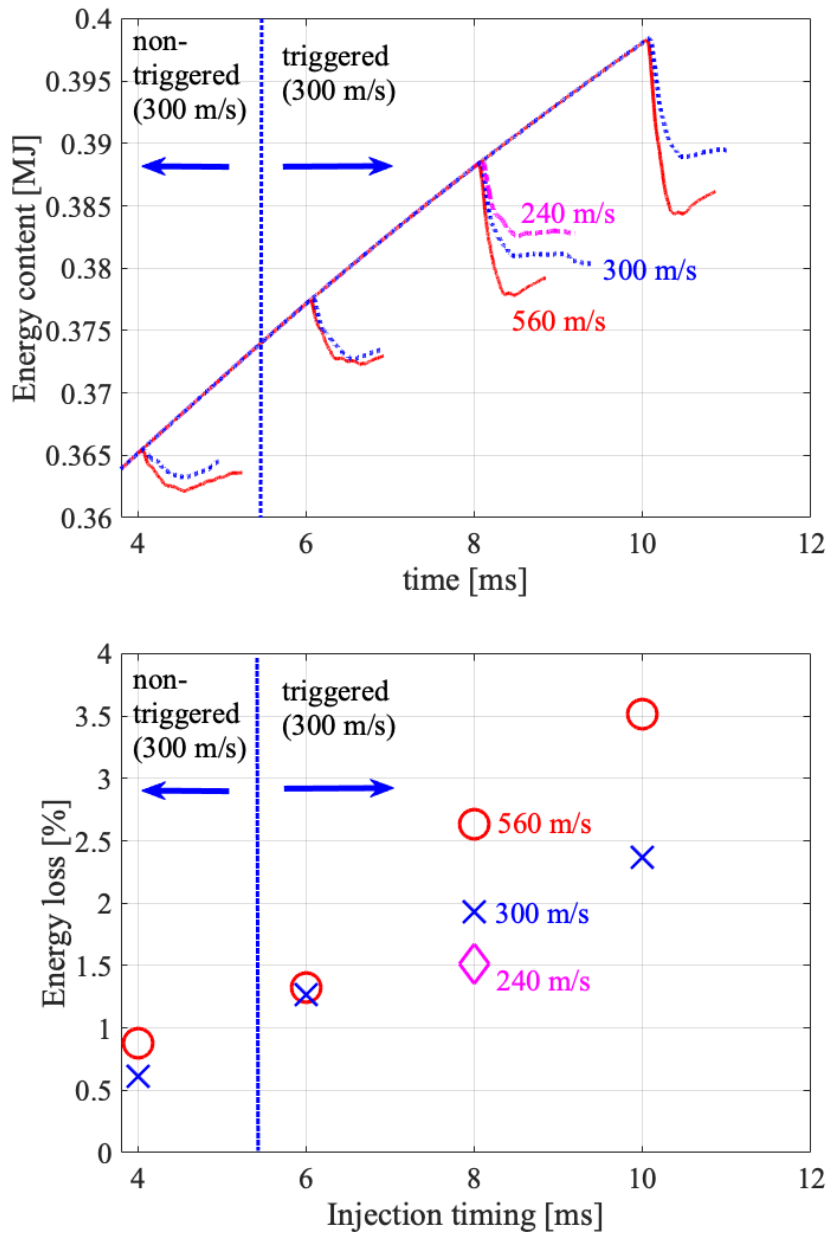 0.4
0.395
0.39
0.385
0.38
0.375
0.37
0.365
0.36
Energy content [MJ]
non-
triggered
(300 m/s)
triggered
(300 m/s)
240 m/s
300 m/s
560 m/s
4 6 8 10 12
time [ms]
4
3.5
3
2.5
2
1.5
1
0.5
0
Energy loss [%]
non-
triggered
(300 m/s)
triggered
(300 m/s)
560 m/s
300 m/s
240 m/s
4 6 8 10 12
Injection timing [ms]